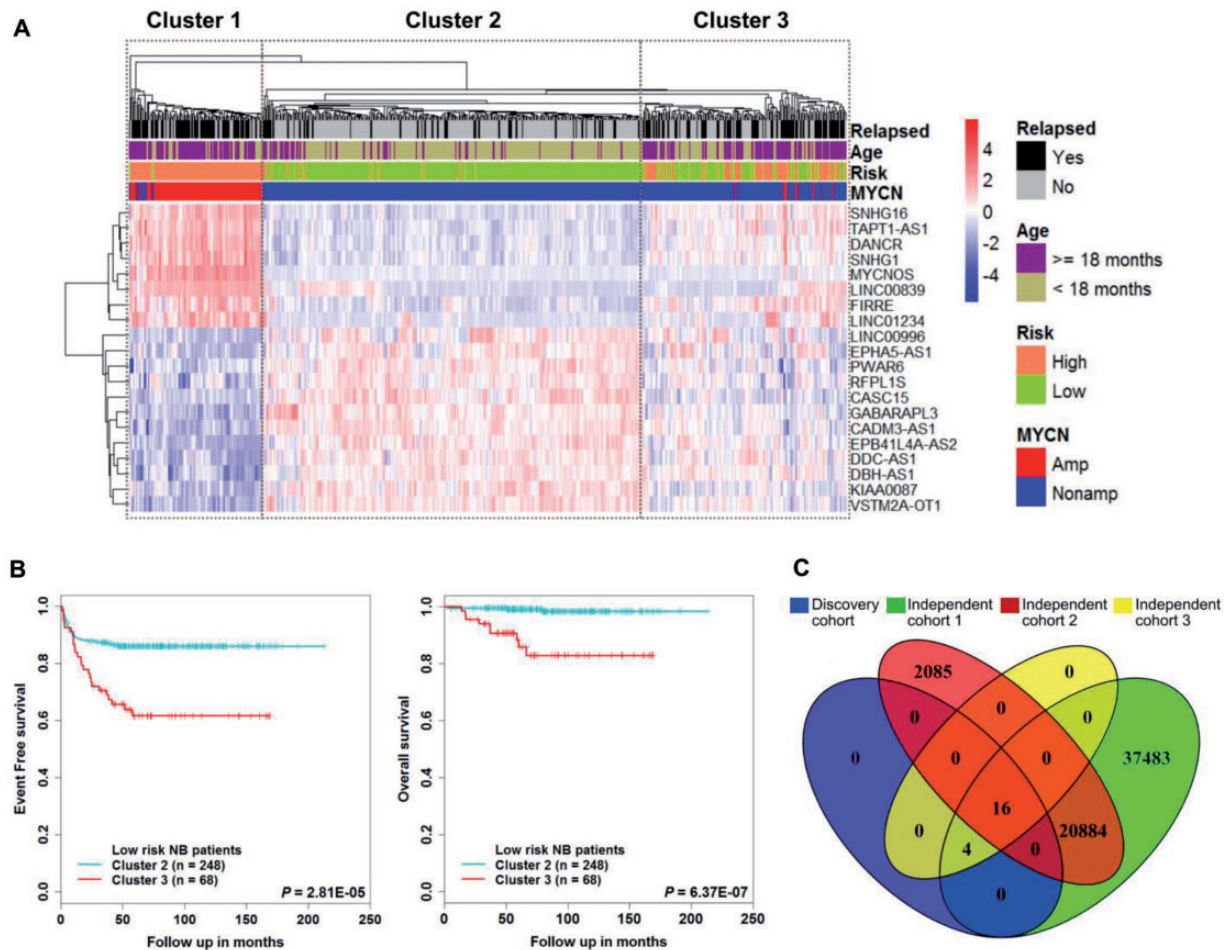 A
Cluster 1 Cluster 2 Cluster 3
Relapsed
Age
Risk
MYCN
SNHG16
TAPT1-AS1
DANCR
SNHG1
MYCNOS
LINC00839
FIRRE
LINC01234
LINC00996
EPHA5-AS1
PWAR6
RFPL1S
CASC15
GABARAPL3
CADM3-AS1
EPB41L4A-AS2
DDC-AS1
DBH-AS1
KIAA0087
VSTM2A-OT1
4
2
0
-2
-4
Relapsed
Yes
No
Age
>= 18 months
< 18 months
Risk
High
Low
MYCN
Amp
Nonamp
B
Event Free survival
1.0
0.8
0.6
0.4
0.2
0.0
Low risk NB patients
Cluster 2 (n = 248)
Cluster 3 (n = 68)
P = 2.81E-05
0 50 100 150 200 250
Follow up in months
Overall survival
1.0
0.8
0.6
0.4
0.2
0.0
Low risk NB patients
Cluster 2 (n = 248)
Cluster 3 (n = 68)
P = 6.37E-07
0 50 100 150 200 250
Follow up in months
C
Discovery cohort
Independent cohort 1
Independent cohort 2
Independent cohort 3
2085 0
0 0 0
0 0 0 37483
16
0 4 0 20884
0